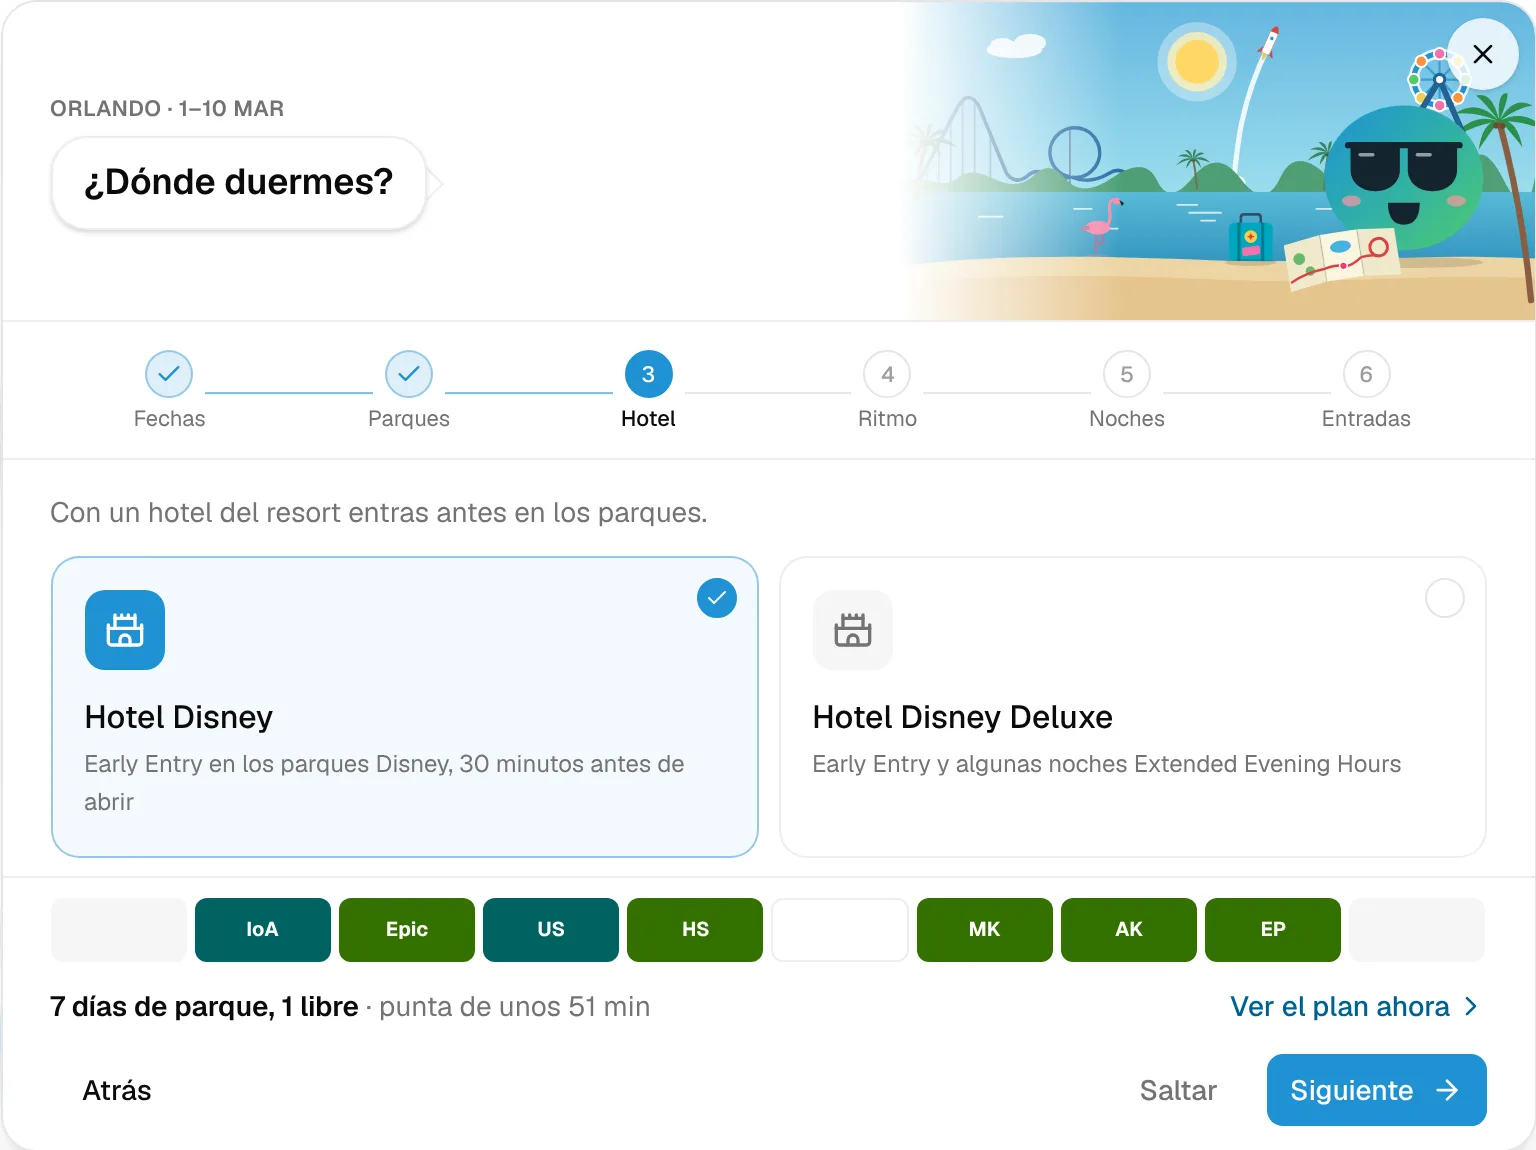 ORLANDO · 1–10 MAR
¿Dónde duermes?
3
4
5
6
Fechas
Parques
Hotel
Ritmo
Noches
Entradas
Con un hotel del resort entras antes en los parques.
Hotel Disney
Early Entry en los parques Disney, 30 minutos antes de
abrir
Hotel Disney Deluxe
Early Entry y algunas noches Extended Evening Hours
IoA
Epic
US
HS
MK
AK
EP
7 días de parque, 1 libre · punta de unos 51 min
Ver el plan ahora
Atrás
Saltar
Siguiente